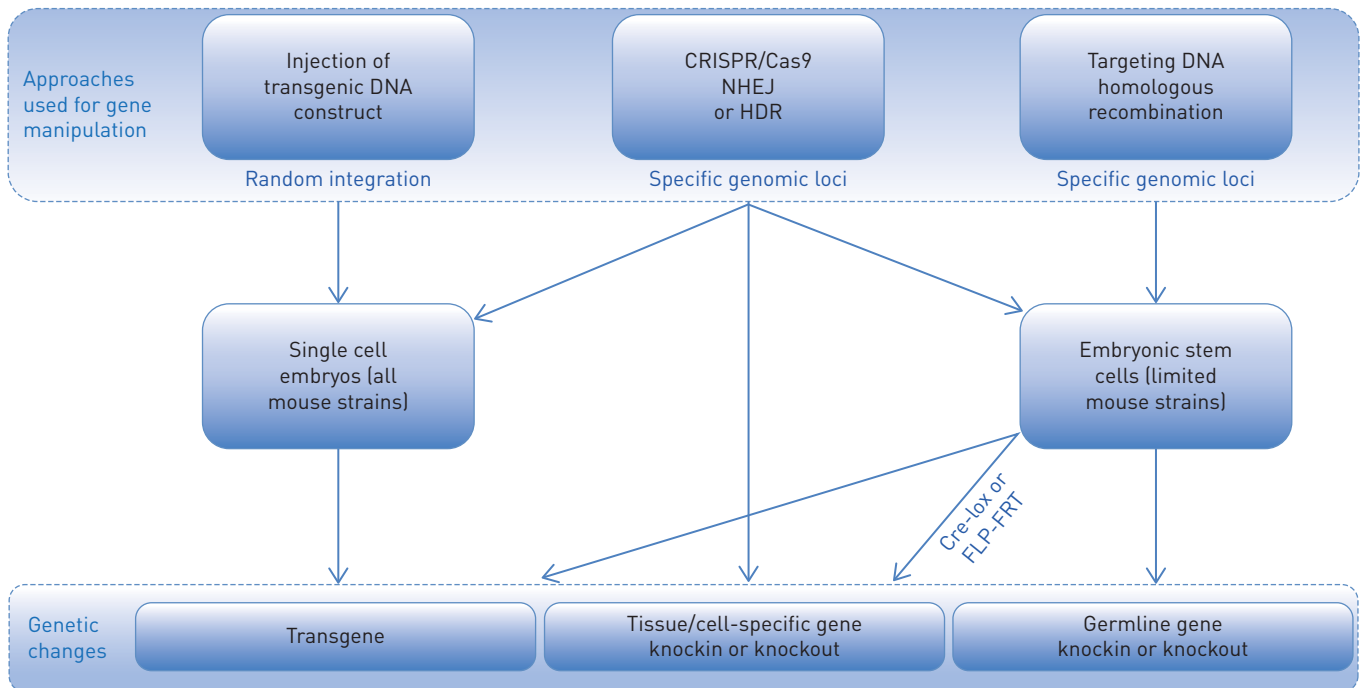 Approaches
used for gene
manipulation
Injection of
transgenic DNA
construct
Random integration
CRISPR/Cas9
NHEJ
or HDR
Specific genomic loci
Targeting DNA
homologous
recombination
Specific genomic loci
Single cell
embryos (all
mouse strains)
Embryonic stem
cells (limited
mouse strains)
Cre-lox or
FLP-FRT
Genetic
changes
Transgene
Tissue/cell-specific gene
knockin or knockout
Germline gene
knockin or knockout